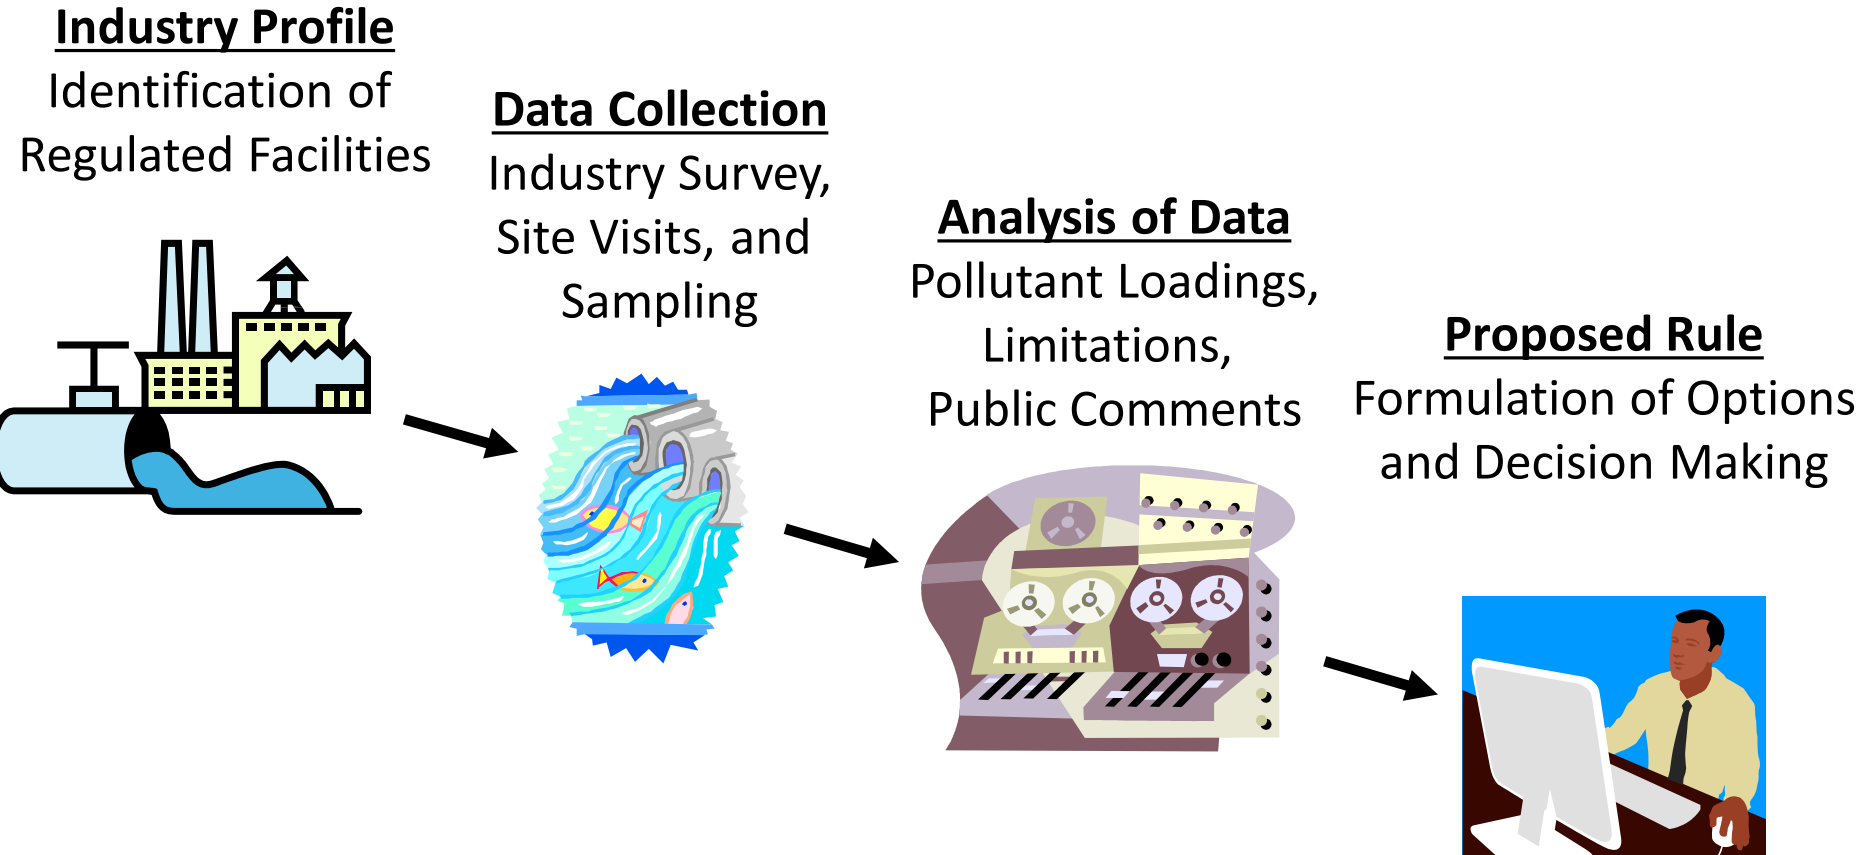 Industry Profile
Identification of
Regulated Facilities
Data Collection
Industry Survey,
Site Visits, and
Sampling
Analysis of Data
Pollutant Loadings,
Limitations,
Public Comments
Proposed Rule
Formulation of Options
and Decision Making